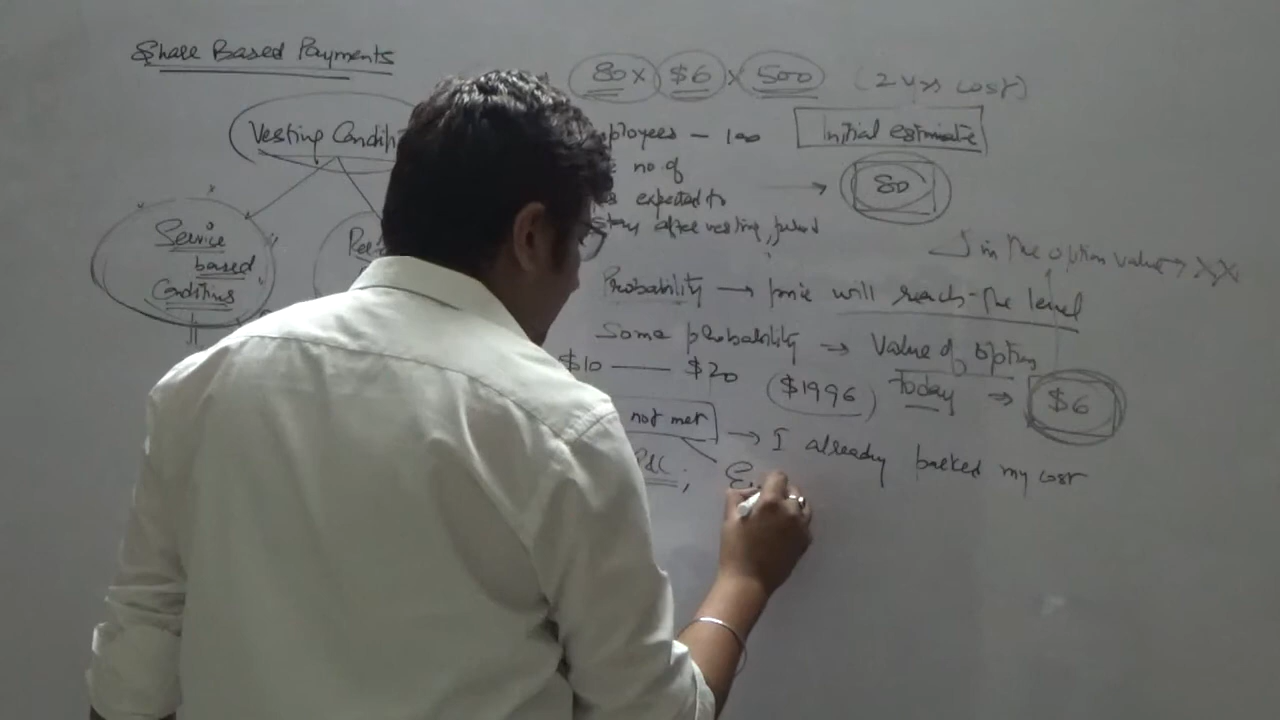 Share Based Payments
80 x $6 x 500 (2 yrs cost)
Vesting Condit
ployees — 100 Initial estimate
no of
expected to → 80
stay after vesting period
Service
based
Conditions
in the option value → XX
Probability → price will reach the level
Some probability → Value of option
$10 — $20 ($1996) today → $6
not met → I already booked my cost